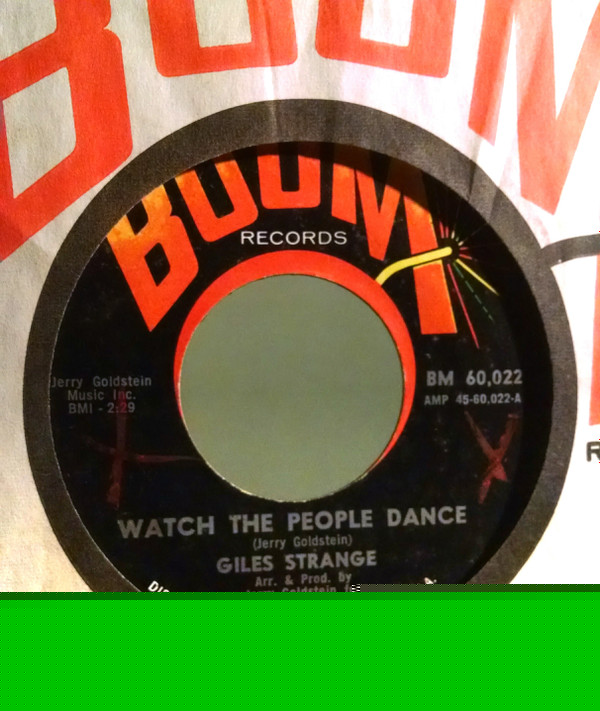 BOOM
BOOM
RECORDS
Jerry Goldstein
Music Inc.
BMI - 2:29
BM 60,022
AMP 45-60,022-A
WATCH THE PEOPLE DANCE
(Jerry Goldstein)
GILES STRANGE
Arr. & Prod. by